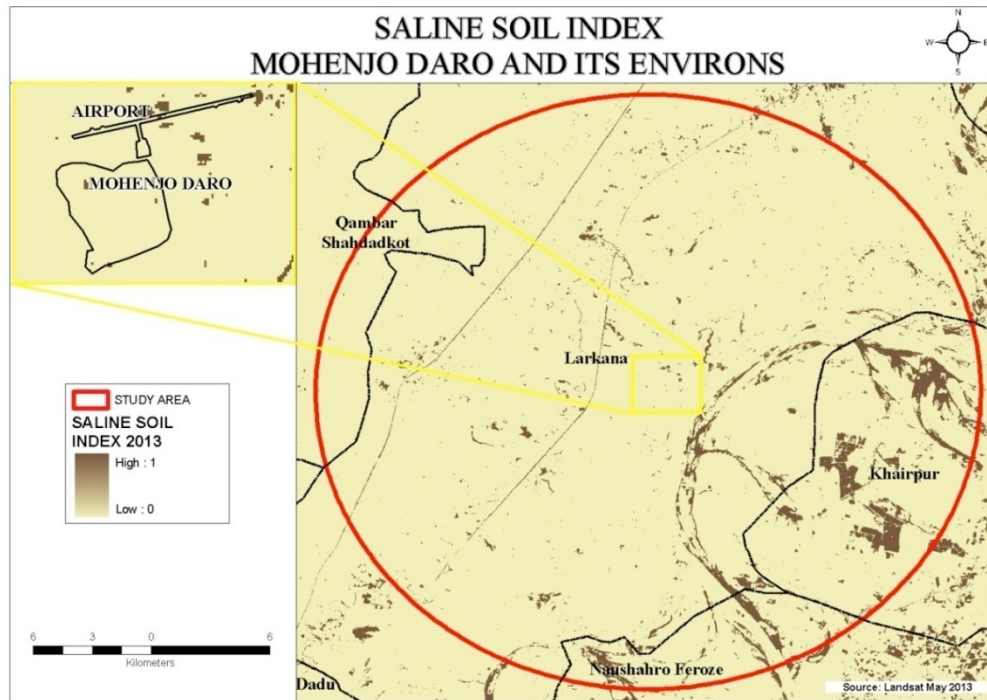 SALINE SOIL INDEX
MOHENJO DARO AND ITS ENVIRONS
N
W
E
S
AIRPORT
MOHENJO DARO
Qambar
Shahdadkot
Larkana
Khairpur
STUDY AREA
SALINE SOIL
INDEX 2013
High : 1
Low : 0
6 3 0 6
Kilometers
Naushahro Feroze
Dadu
Source: Landsat May 2013